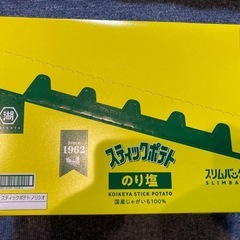 湖
Since
1962
スティックポテト
のり塩
KOIKEYA STICK POTATO
国産じゃがいも100%
スリムバッグ
SLIMBAG
スティックポテト ノリシオ